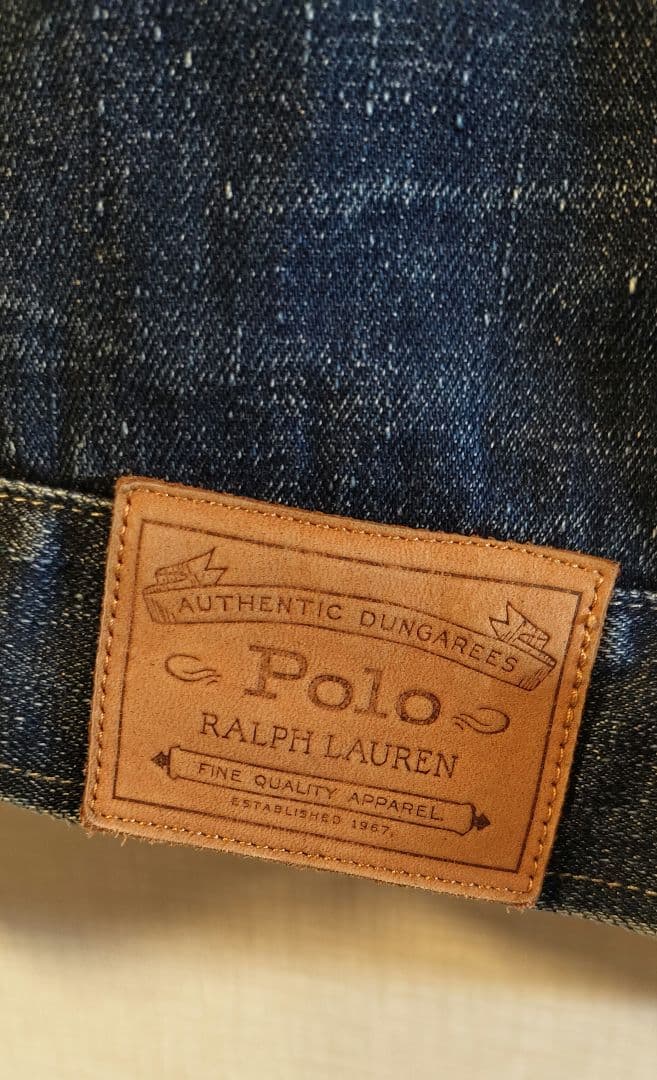 AUTHENTIC DUNGAREES
Polo
RALPH LAUREN
FINE QUALITY APPAREL.
ESTABLISHED 1967.